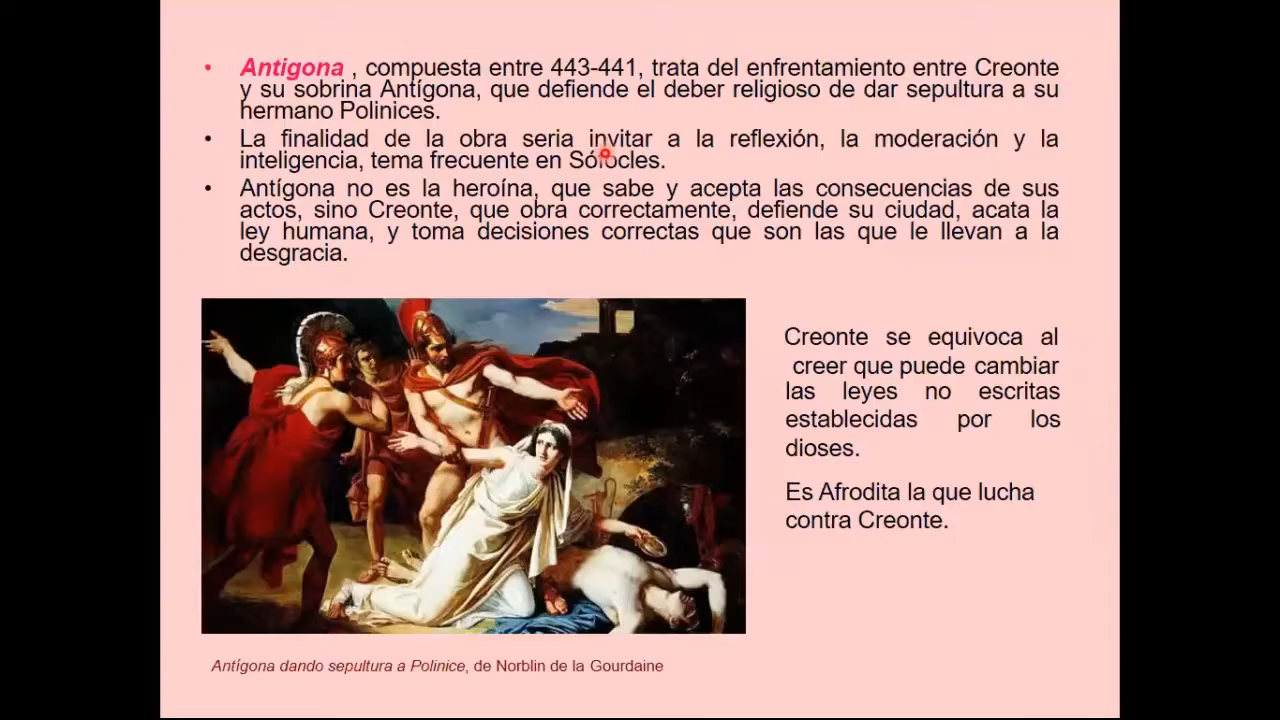 • Antigona , compuesta entre 443-441, trata del enfrentamiento entre Creonte
y su sobrina Antígona, que defiende el deber religioso de dar sepultura a su
hermano Polinices.
• La finalidad de la obra seria invitar a la reflexión, la moderación y la
inteligencia, tema frecuente en Sófocles.
• Antígona no es la heroína, que sabe y acepta las consecuencias de sus
actos, sino Creonte, que obra correctamente, defiende su ciudad, acata la
ley humana, y toma decisiones correctas que son las que le llevan a la
desgracia.
Creonte se equivoca al
creer que puede cambiar
las leyes no escritas
establecidas por los
dioses.
Es Afrodita la que lucha
contra Creonte.
Antígona dando sepultura a Polinice, de Norblin de la Gourdaine